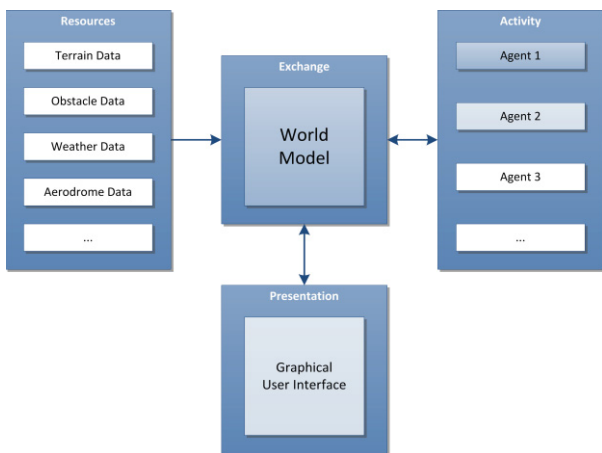 Resources
Terrain Data
Obstacle Data
Weather Data
Aerodrome Data
...
Exchange
World
Model
Activity
Agent 1
Agent 2
Agent 3
...
Presentation
Graphical
User Interface